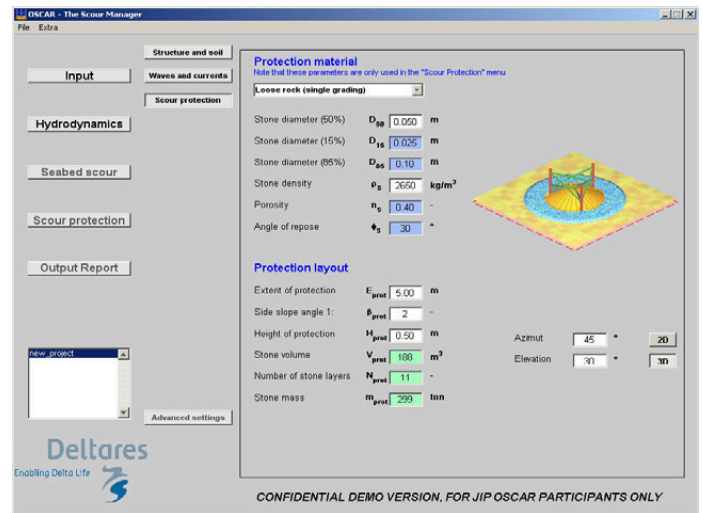 OSCAR - The Scour Manager
File Extra
Input
Hydrodynamics
Seabed scour
Scour protection
Output Report
new_project
Structure and soil
Waves and currents
Scour protection
Advanced settings
Protection material
Note that these parameters are only used in the "Scour Protection" menu
Loose rock (single grading)
Stone diameter (50%) D50 0.050 m
Stone diameter (15%) D15 0.025 m
Stone diameter (85%) D85 0.10 m
Stone density ρs 2650 kg/m³
Porosity ns 0.40 -
Angle of repose ϕs 30 °
Protection layout
Extent of protection Eprot 5.00 m
Side slope angle 1: βprot 2 -
Height of protection Hprot 0.50 m
Stone volume Vprot 188 m³
Number of stone layers Nprot 11 -
Stone mass mprot 299 ton
Azimut 45 ° 2D
Elevation 30 ° 3D
Deltares
Enabling Delta Life
CONFIDENTIAL DEMO VERSION, FOR JIP OSCAR PARTICIPANTS ONLY